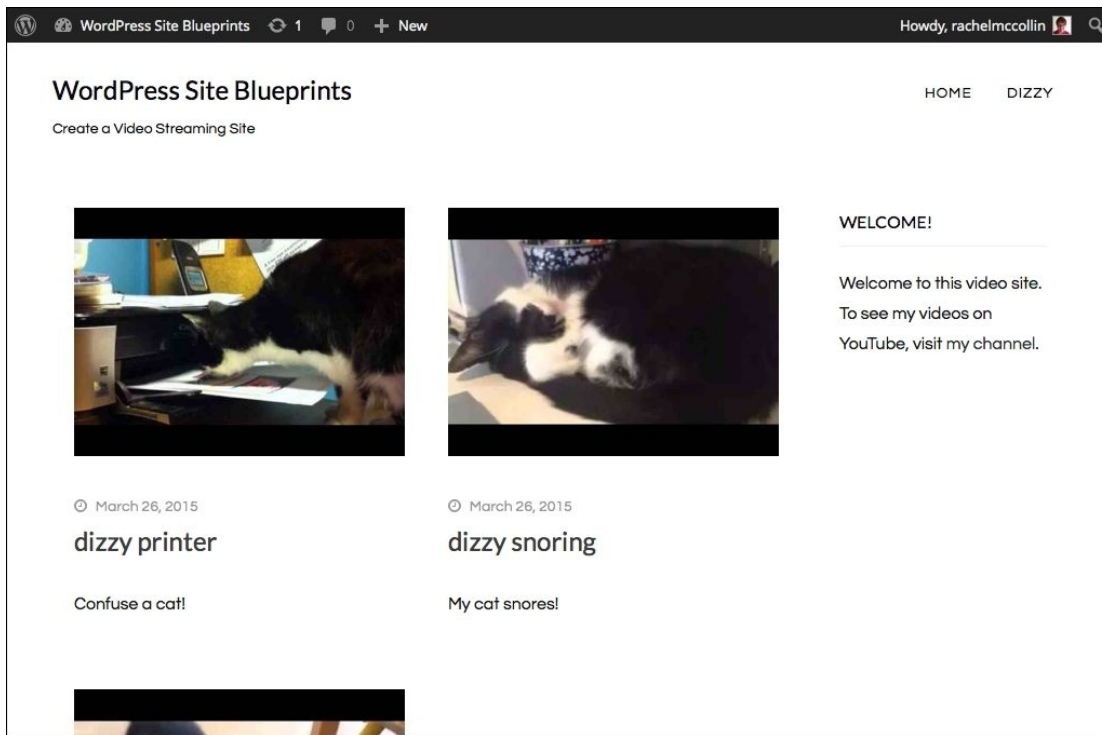 WordPress Site Blueprints 1 0 New Howdy, rachelmccollin
WordPress Site Blueprints
HOME DIZZY
Create a Video Streaming Site
WELCOME!
Welcome to this video site.
To see my videos on
YouTube, visit my channel.
March 26, 2015
dizzy printer
Confuse a cat!
March 26, 2015
dizzy snoring
My cat snores!